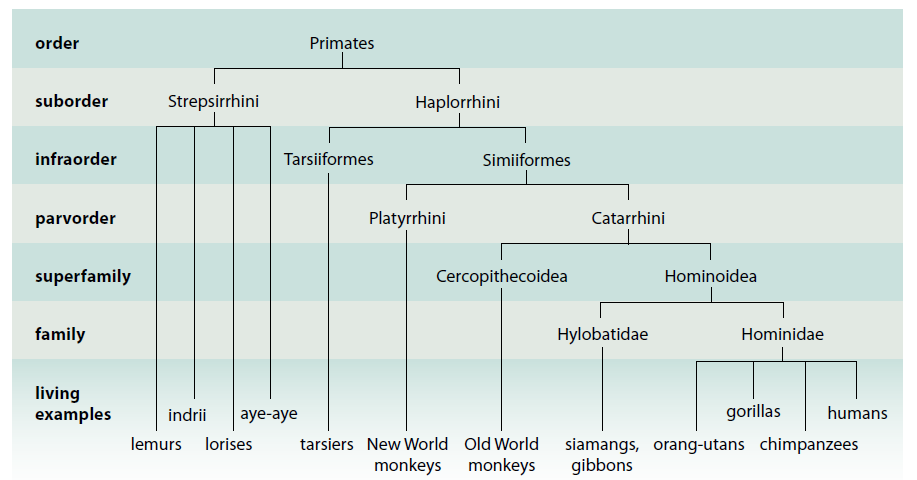 order Primates
suborder Strepsirrhini Haplorrhini
infraorder Tarsiiformes Simiiformes
parvorder Platyrrhini Catarrhini
superfamily Cercopithecoidea Hominoidea
family Hylobatidae Hominidae
living
examples
indrii aye-aye gorillas humans
lemurs lorises tarsiers New World Old World siamangs, orang-utans chimpanzees
monkeys monkeys gibbons